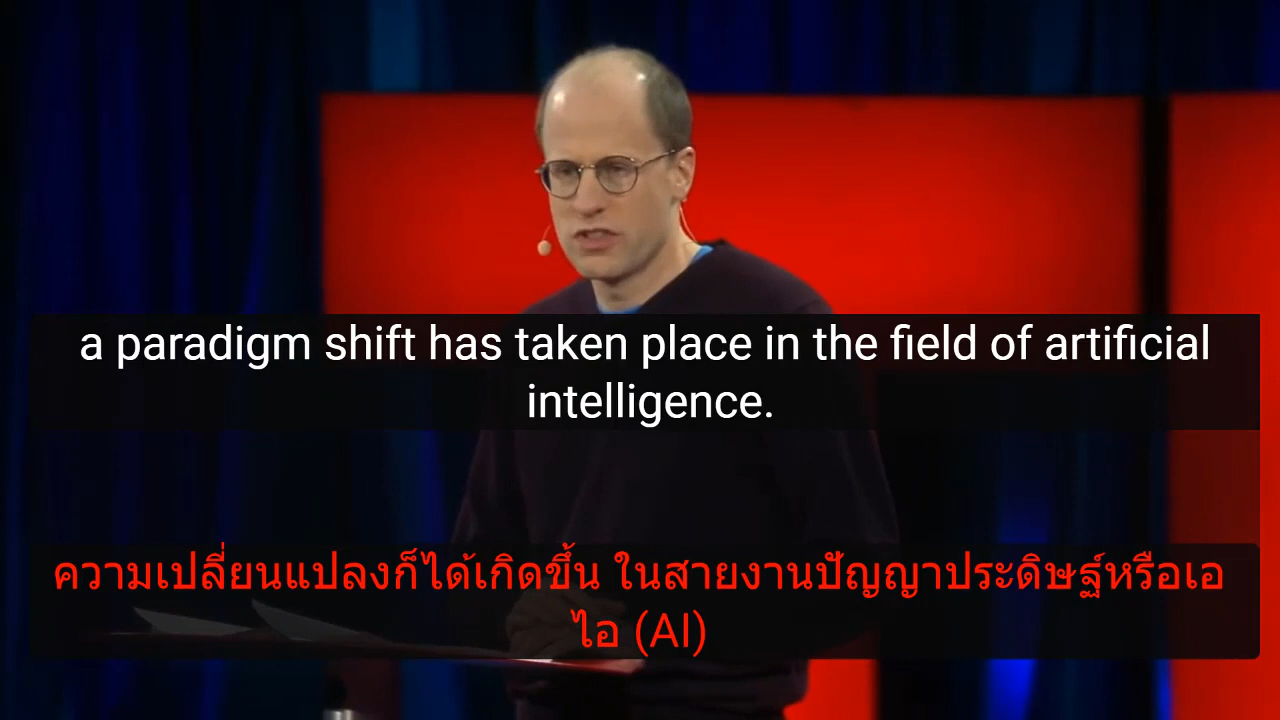 a paradigm shift has taken place in the field of artificial
intelligence.
ความเปลี่ยนแปลงก็ได้เกิดขึ้น ในสายงานปัญญาประดิษฐ์หรือเอ
ไอ (AI)